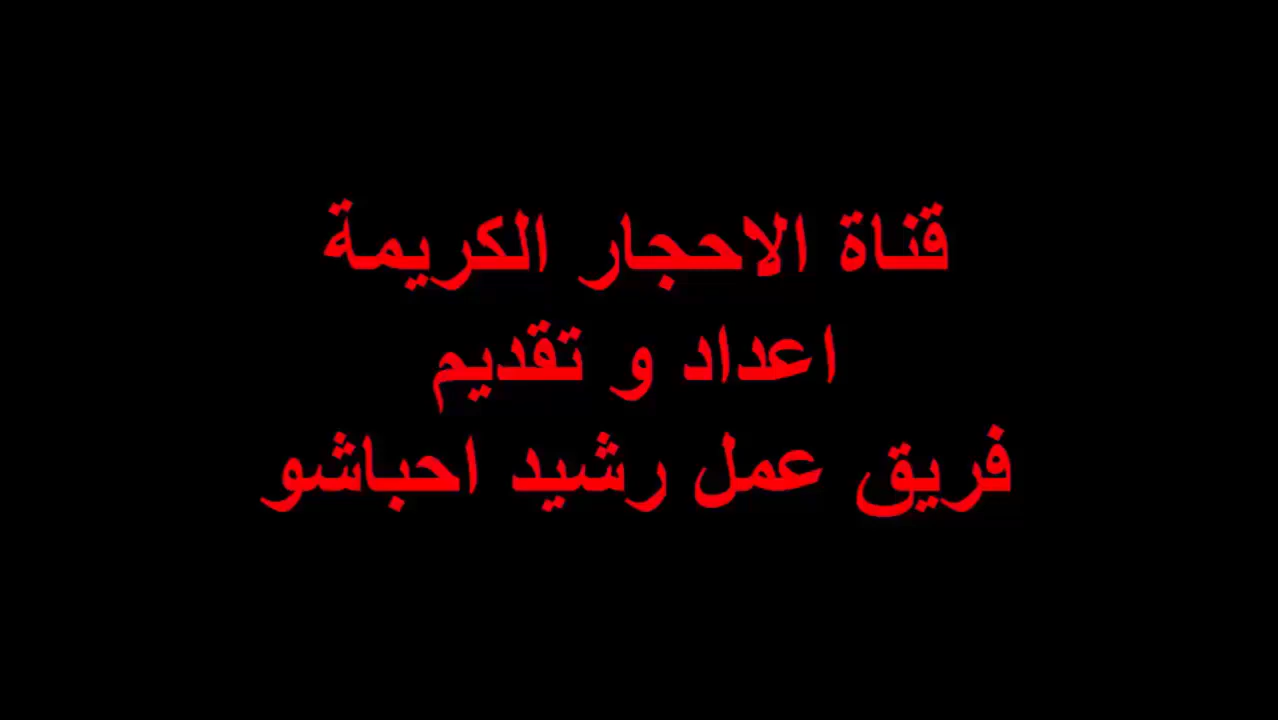 قناة الاحجار الكريمة
اعداد و تقديم
فريق عمل رشيد احباشو